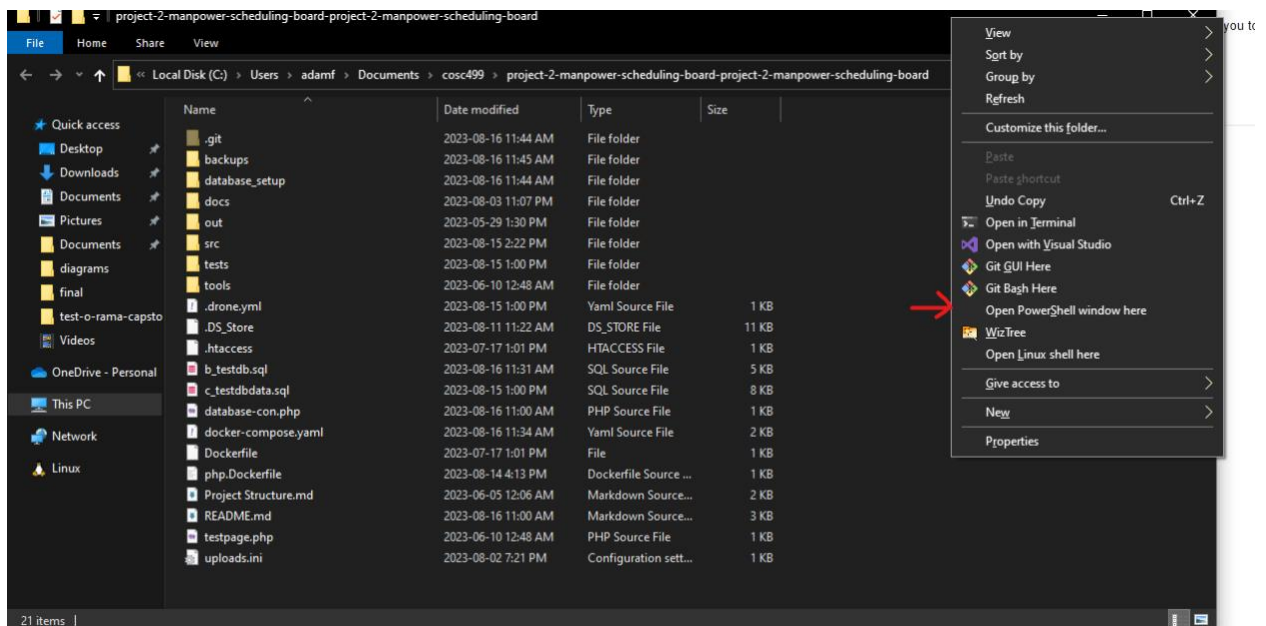 project-2-manpower-scheduling-board-project-2-manpower-scheduling-board
File Home Share View
« Local Disk (C:) > Users > adamf > Documents > cosc499 > project-2-manpower-scheduling-board-project-2-manpower-scheduling-board
Quick access
Desktop
Downloads
Documents
Pictures
Documents
diagrams
final
test-o-rama-capsto
Videos
OneDrive - Personal
This PC
Network
Linux
Name Date modified Type Size
.git 2023-08-16 11:44 AM File folder
backups 2023-08-16 11:45 AM File folder
database_setup 2023-08-16 11:44 AM File folder
docs 2023-08-03 11:07 PM File folder
out 2023-05-29 1:30 PM File folder
src 2023-08-15 2:22 PM File folder
tests 2023-08-15 1:00 PM File folder
tools 2023-06-10 12:48 AM File folder
.drone.yml 2023-08-15 1:00 PM Yaml Source File 1 KB
.DS_Store 2023-08-11 11:22 AM DS_STORE File 11 KB
.htaccess 2023-07-17 1:01 PM HTACCESS File 1 KB
b_testdb.sql 2023-08-16 11:31 AM SQL Source File 5 KB
c_testdbdata.sql 2023-08-15 1:00 PM SQL Source File 8 KB
database-con.php 2023-08-16 11:00 AM PHP Source File 1 KB
docker-compose.yaml 2023-08-16 11:34 AM Yaml Source File 2 KB
Dockerfile 2023-07-17 1:01 PM File 1 KB
php.Dockerfile 2023-08-14 4:13 PM Dockerfile Source ... 1 KB
Project Structure.md 2023-06-05 12:06 AM Markdown Source... 2 KB
README.md 2023-08-16 11:00 AM Markdown Source... 3 KB
testpage.php 2023-06-10 12:48 AM PHP Source File 1 KB
uploads.ini 2023-08-02 7:21 PM Configuration sett... 1 KB
21 items
View
Sort by
Group by
Refresh
Customize this folder...
Paste
Paste shortcut
Undo Copy Ctrl+Z
Open in Terminal
Open with Visual Studio
Git GUI Here
Git Bash Here
Open PowerShell window here
WizTree
Open Linux shell here
Give access to
New
Properties
you to